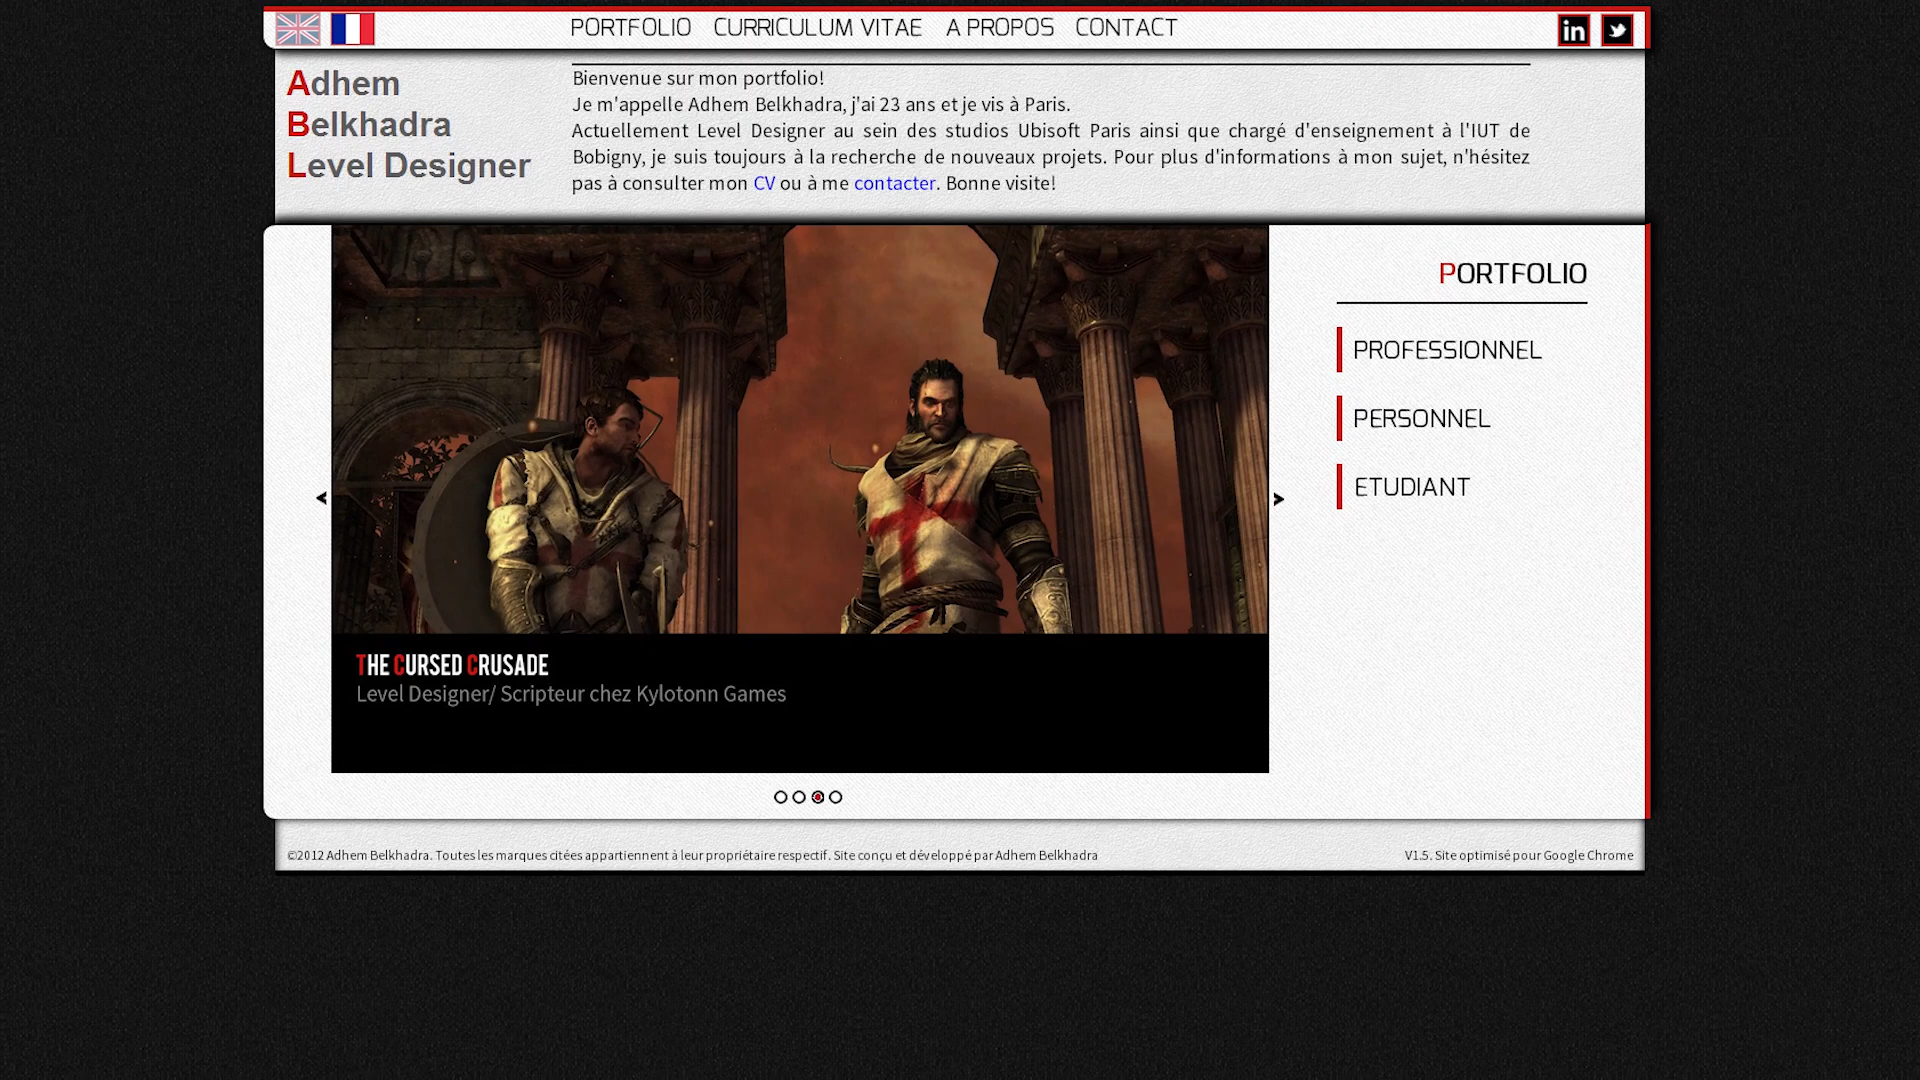 PORTFOLIO CURRICULUM VITAE A PROPOS CONTACT
in
Adhem
Belkhadra
Level Designer
Bienvenue sur mon portfolio!
Je m'appelle Adhem Belkhadra, j'ai 23 ans et je vis à Paris.
Actuellement Level Designer au sein des studios Ubisoft Paris ainsi que chargé d'enseignement à l'IUT de
Bobigny, je suis toujours à la recherche de nouveaux projets. Pour plus d'informations à mon sujet, n'hésitez
pas à consulter mon CV ou à me contacter. Bonne visite!
THE CURSED CRUSADE
Level Designer/ Scripteur chez Kylotonn Games
PORTFOLIO
PROFESSIONNEL
PERSONNEL
ETUDIANT
©2012 Adhem Belkhadra. Toutes les marques citées appartiennent à leur propriétaire respectif. Site conçu et développé par Adhem Belkhadra
V1.5. Site optimisé pour Google Chrome